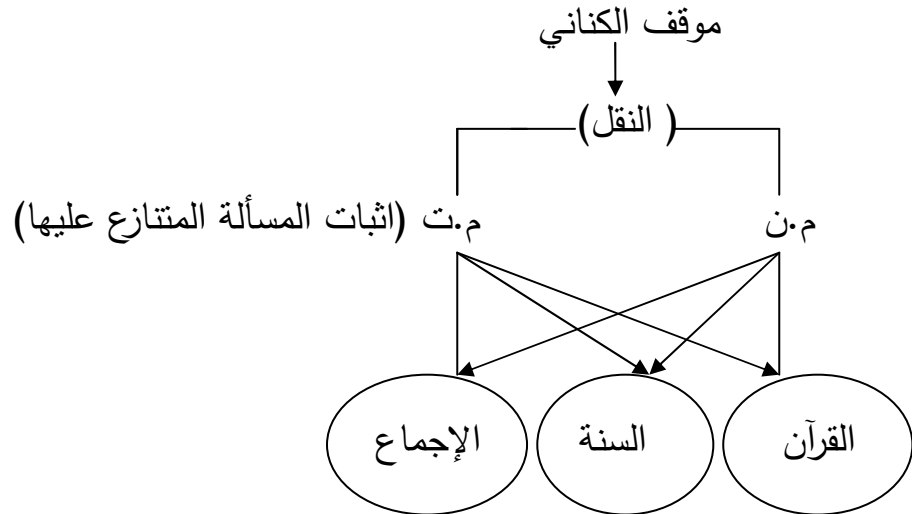 موقف الكناني
( النقل)
م.ن
م.ت (اثبات المسألة المتنازع عليها)
القرآن
السنة
الإجماع